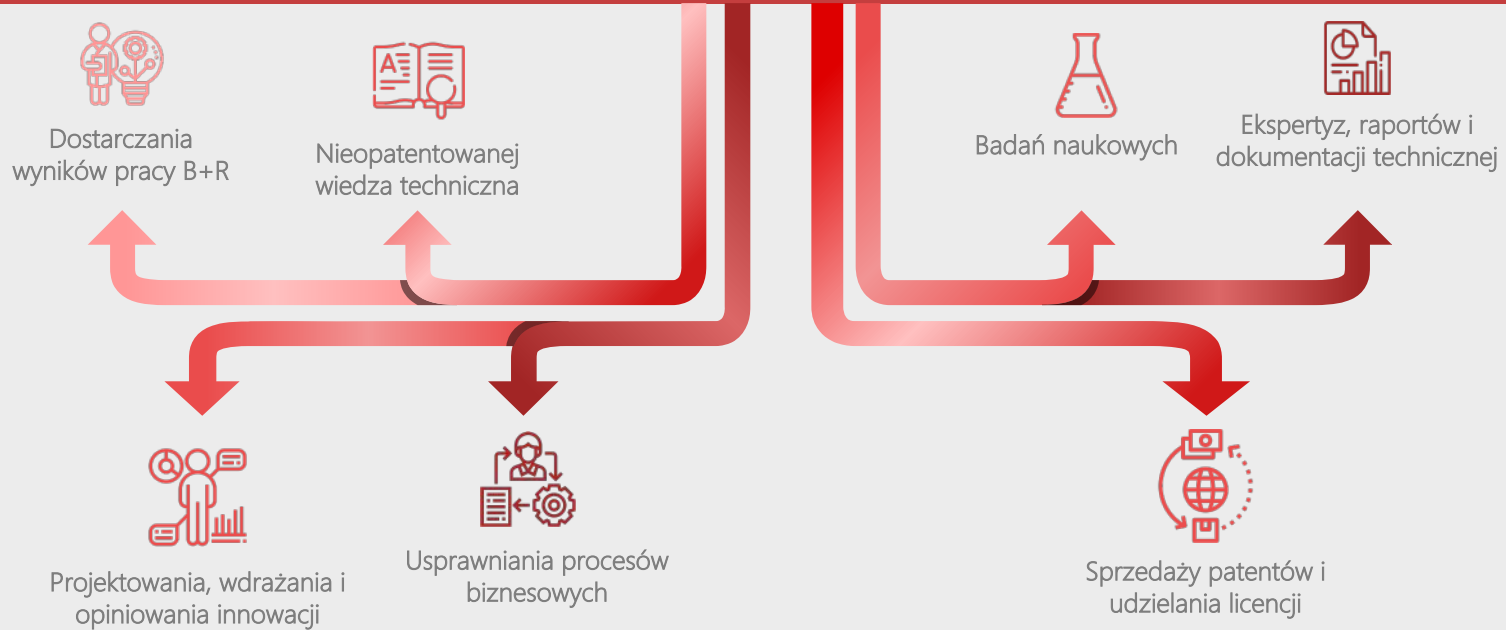 Dostarczania
wyników pracy B+R
Nieopatentowanej
wiedza techniczna
Badań naukowych
Ekspertyz, raportów i
dokumentacji technicznej
Projektowania, wdrażania i
opiniowania innowacji
Usprawniania procesów
biznesowych
Sprzedaży patentów i
udzielania licencji